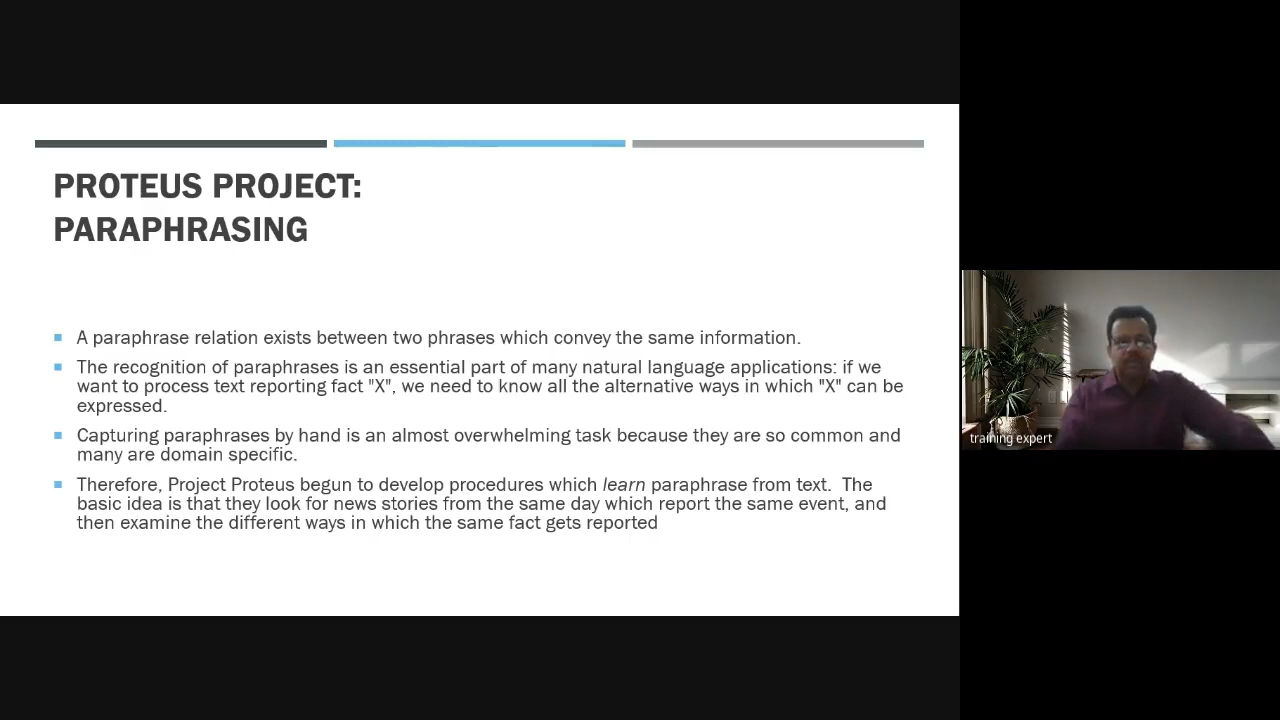 PROTEUS PROJECT:
PARAPHRASING
A paraphrase relation exists between two phrases which convey the same information.
The recognition of paraphrases is an essential part of many natural language applications: if we
want to process text reporting fact "X", we need to know all the alternative ways in which "X" can be
expressed.
Capturing paraphrases by hand is an almost overwhelming task because they are so common and
many are domain specific.
Therefore, Project Proteus begun to develop procedures which learn paraphrase from text.  The
basic idea is that they look for news stories from the same day which report the same event, and
then examine the different ways in which the same fact gets reported
training expert